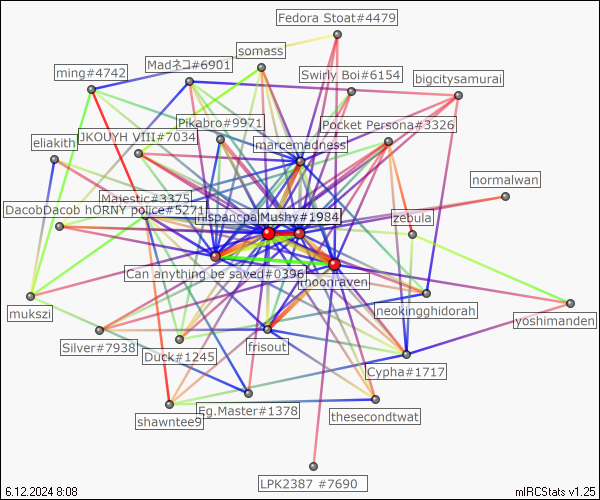 Fedora Stoat#4479
somass
Madネコ#6901
ming#4742
Swirly Boi#6154
bigcitysamurai
Pikabro#9971
Pocket Persona#3326
JKOUYH VIII#7034
eliakith
marcemadness
normalwan
Majestic#3375
DacobDacob hORNY police#5271
Mushy#1984
zebula
Can anything be saved#0396
moonraven
mukszi
neokingghidorah
yoshimanden
Silver#7938
Duck#1245
frisout
Cypha#1717
shawntee9
Eg.Master#1378
thesecondtwat
LPK2387 #7690
6.12.2024 8:08
mIRCStats v1.25